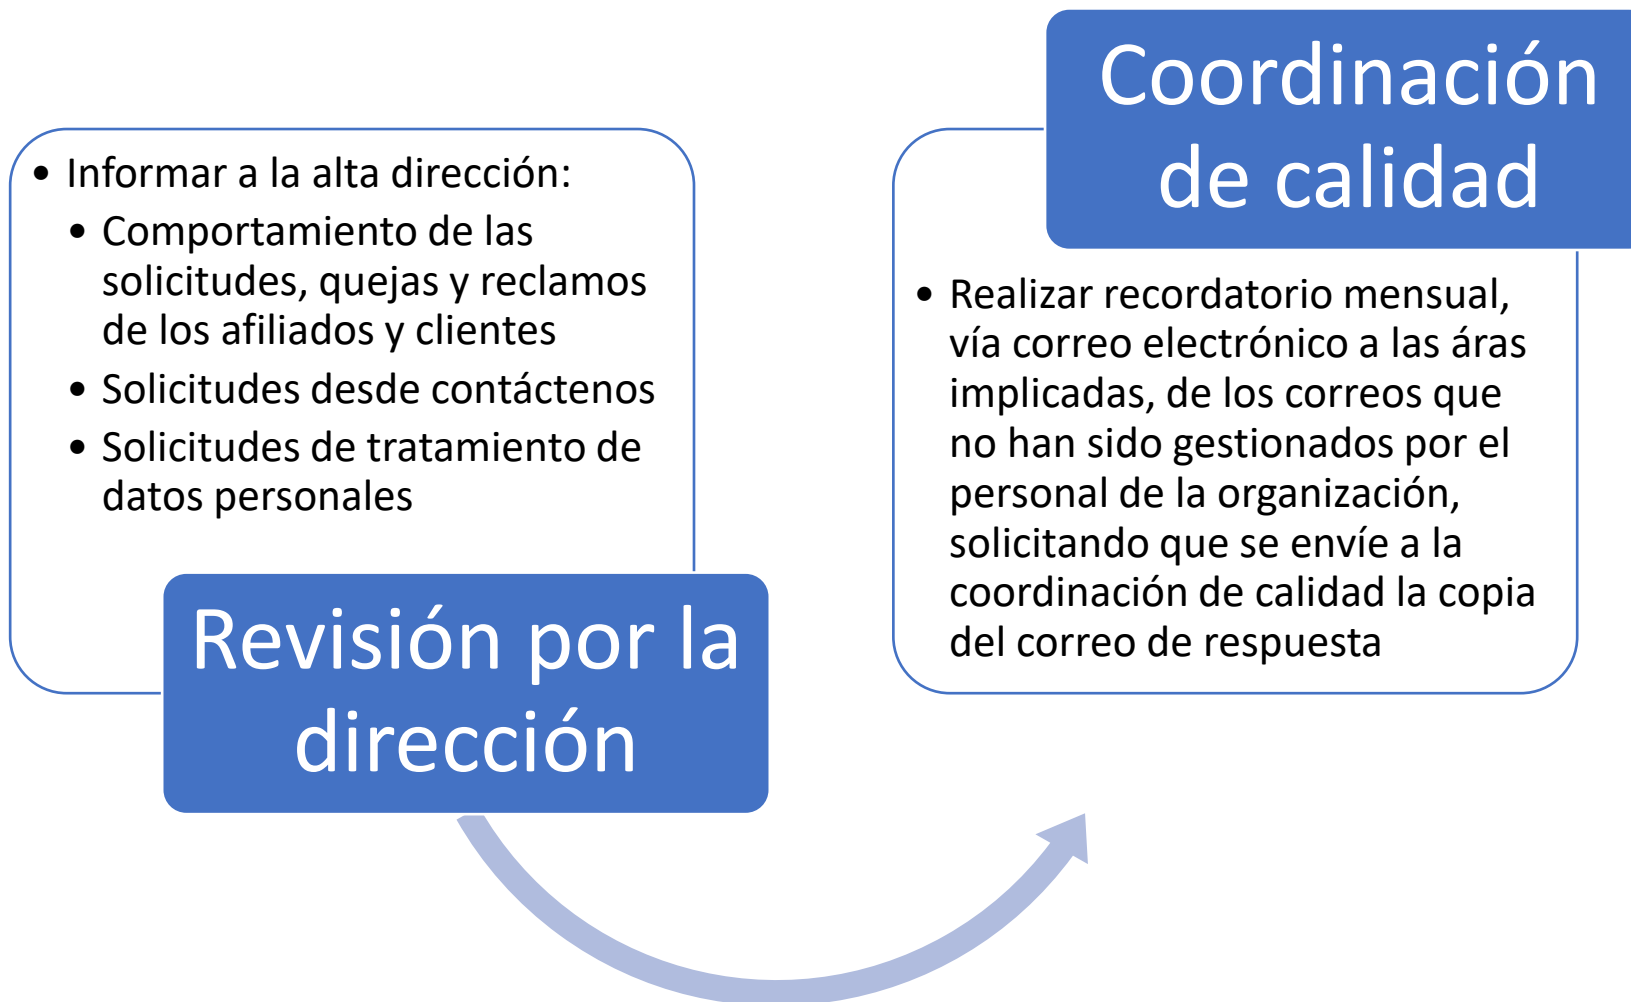 • Informar a la alta dirección:
• Comportamiento de las
solicitudes, quejas y reclamos
de los afiliados y clientes
• Solicitudes desde contáctenos
• Solicitudes de tratamiento de
datos personales
Revisión por la
dirección
Coordinación
de calidad
• Realizar recordatorio mensual,
vía correo electrónico a las áras
implicadas, de los correos que
no han sido gestionados por el
personal de la organización,
solicitando que se envíe a la
coordinación de calidad la copia
del correo de respuesta